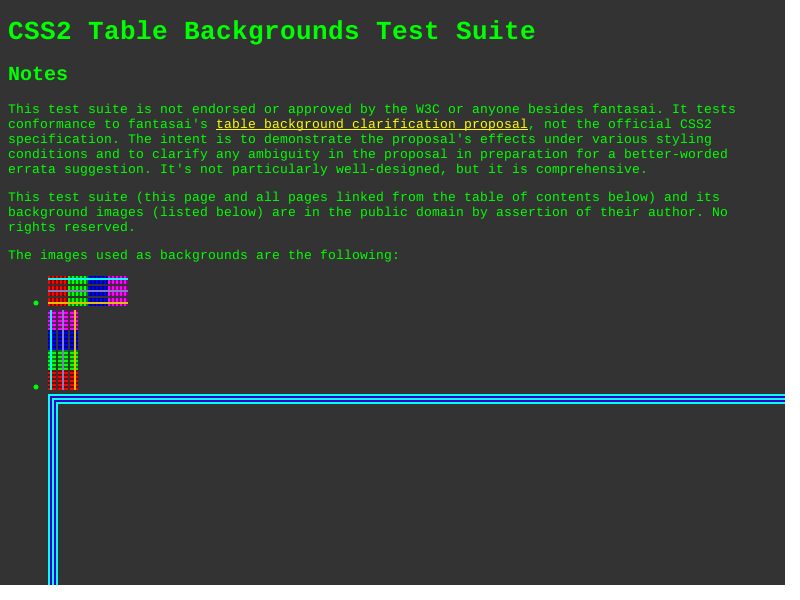 CSS2 Table Backgrounds Test Suite
Notes
This test suite is not endorsed or approved by the W3C or anyone besides fantasai. It tests
conformance to fantasai's table background clarification proposal, not the official CSS2
specification. The intent is to demonstrate the proposal's effects under various styling
conditions and to clarify any ambiguity in the proposal in preparation for a better-worded
errata suggestion. It's not particularly well-designed, but it is comprehensive.
This test suite (this page and all pages linked from the table of contents below) and its
background images (listed below) are in the public domain by assertion of their author. No
rights reserved.
The images used as backgrounds are the following: